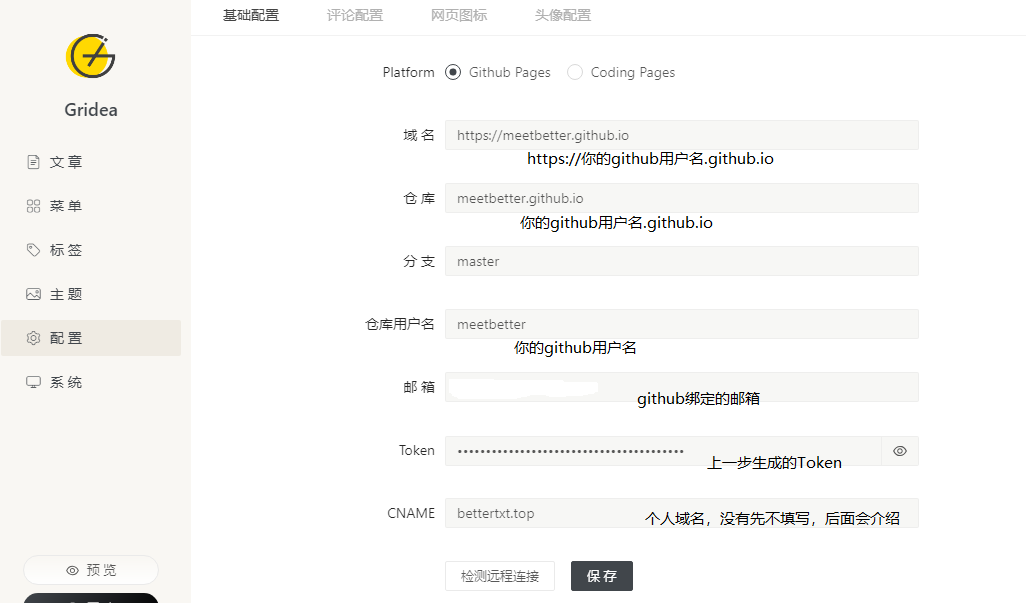 基础配置 评论配置 网页图标 头像配置
Gridea
文章
菜单
标签
主题
配置
系统
预览
Platform Github Pages Coding Pages
域名 https://meetbetter.github.io
https://你的github用户名.github.io
仓库 meetbetter.github.io
你的github用户名.github.io
分支 master
仓库用户名 meetbetter
你的github用户名
邮箱
github绑定的邮箱
Token ••••••••••••••••••••••••••••••••••••••••
上一步生成的Token
CNAME bettertxt.top
个人域名，没有先不填写，后面会介绍
检测远程连接 保存